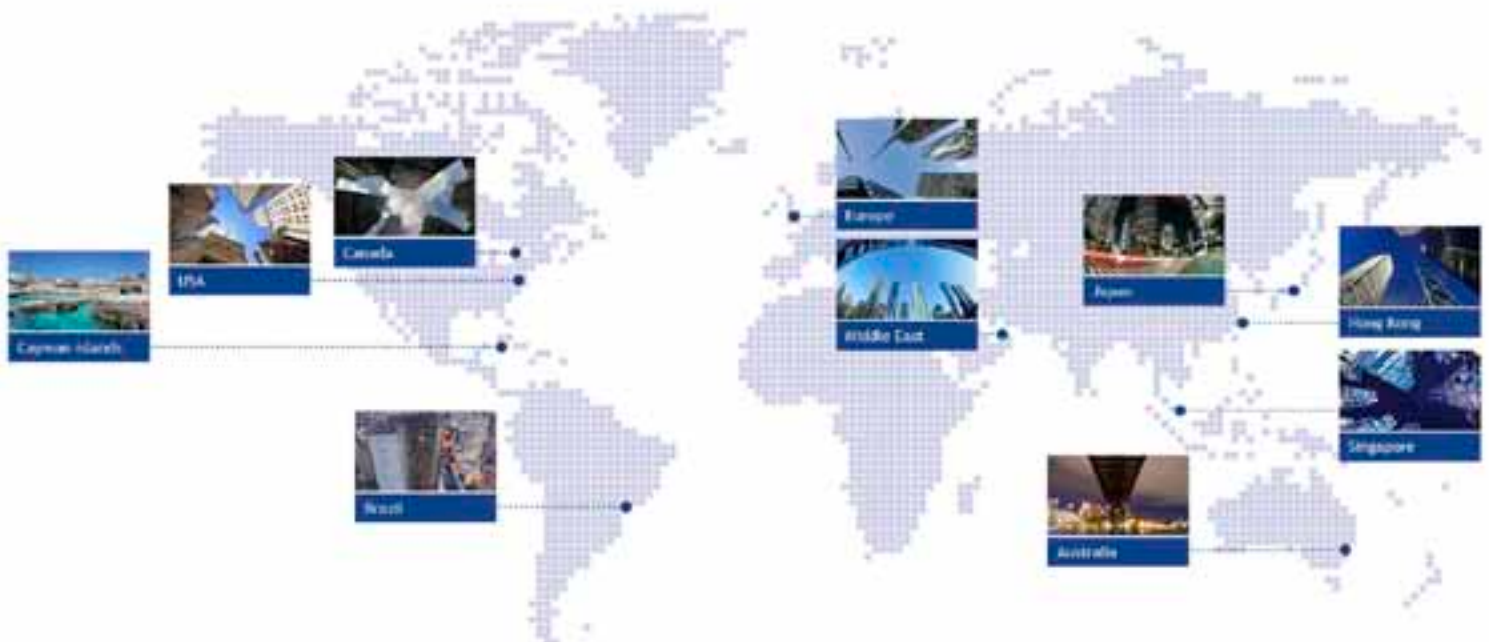 Canada
USA
Cayman Islands
Brazil
Europe
Middle East
Japan
Hong Kong
Singapore
Australia